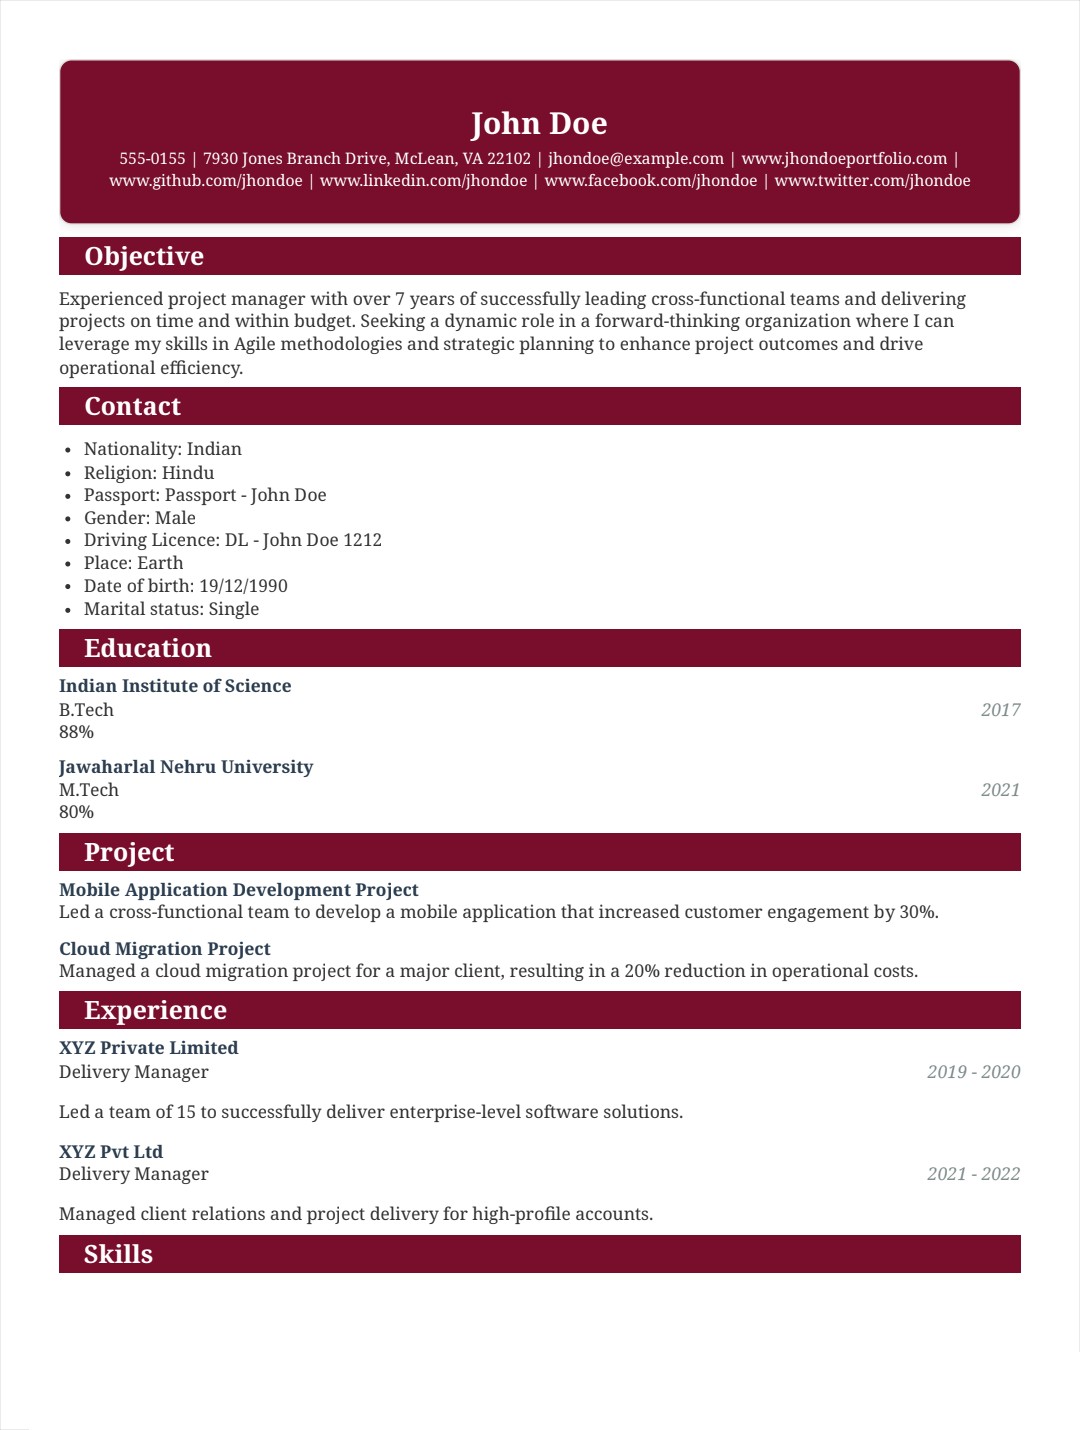 John Doe
555-0155 | 7930 Jones Branch Drive, McLean, VA 22102 | jhondoe@example.com | www.jhondoeportfolio.com |
www.github.com/jhondoe | www.linkedin.com/jhondoe | www.facebook.com/jhondoe | www.twitter.com/jhondoe
Objective
Experienced project manager with over 7 years of successfully leading cross-functional teams and delivering
projects on time and within budget. Seeking a dynamic role in a forward-thinking organization where I can
leverage my skills in Agile methodologies and strategic planning to enhance project outcomes and drive
operational efficiency.
Contact
• Nationality: Indian
• Religion: Hindu
• Passport: Passport - John Doe
• Gender: Male
• Driving Licence: DL - John Doe 1212
• Place: Earth
• Date of birth: 19/12/1990
• Marital status: Single
Education
Indian Institute of Science
B.Tech 2017
88%
Jawaharlal Nehru University
M.Tech 2021
80%
Project
Mobile Application Development Project
Led a cross-functional team to develop a mobile application that increased customer engagement by 30%.
Cloud Migration Project
Managed a cloud migration project for a major client, resulting in a 20% reduction in operational costs.
Experience
XYZ Private Limited
Delivery Manager 2019 - 2020
Led a team of 15 to successfully deliver enterprise-level software solutions.
XYZ Pvt Ltd
Delivery Manager 2021 - 2022
Managed client relations and project delivery for high-profile accounts.
Skills